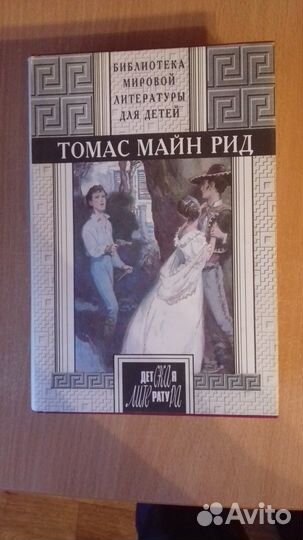 БИБЛИОТЕКА
МИРОВОЙ
ЛИТЕРАТУРЫ
ДЛЯ ДЕТЕЙ
ТОМАС МАЙН РИД
ДЕТСКАЯ
ЛИТЕРАТУРА
Avito